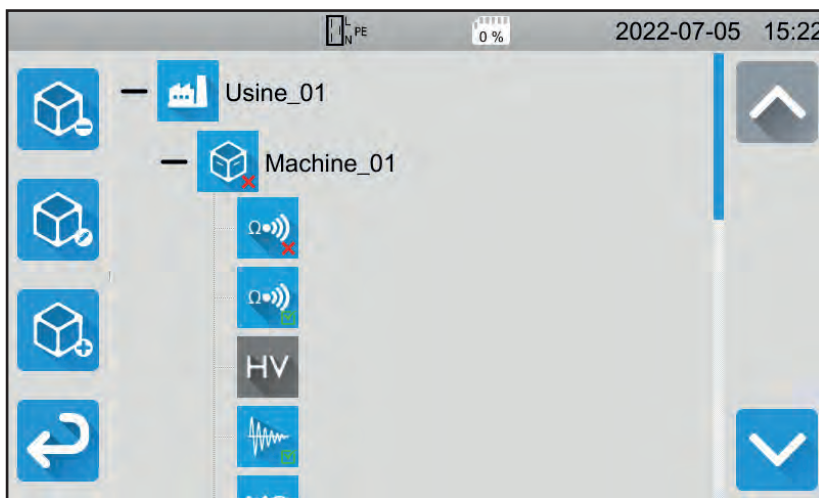 L
N PE
0 %
2022-07-05 15:22
Usine_01
Machine_01
Ω
Ω
HV